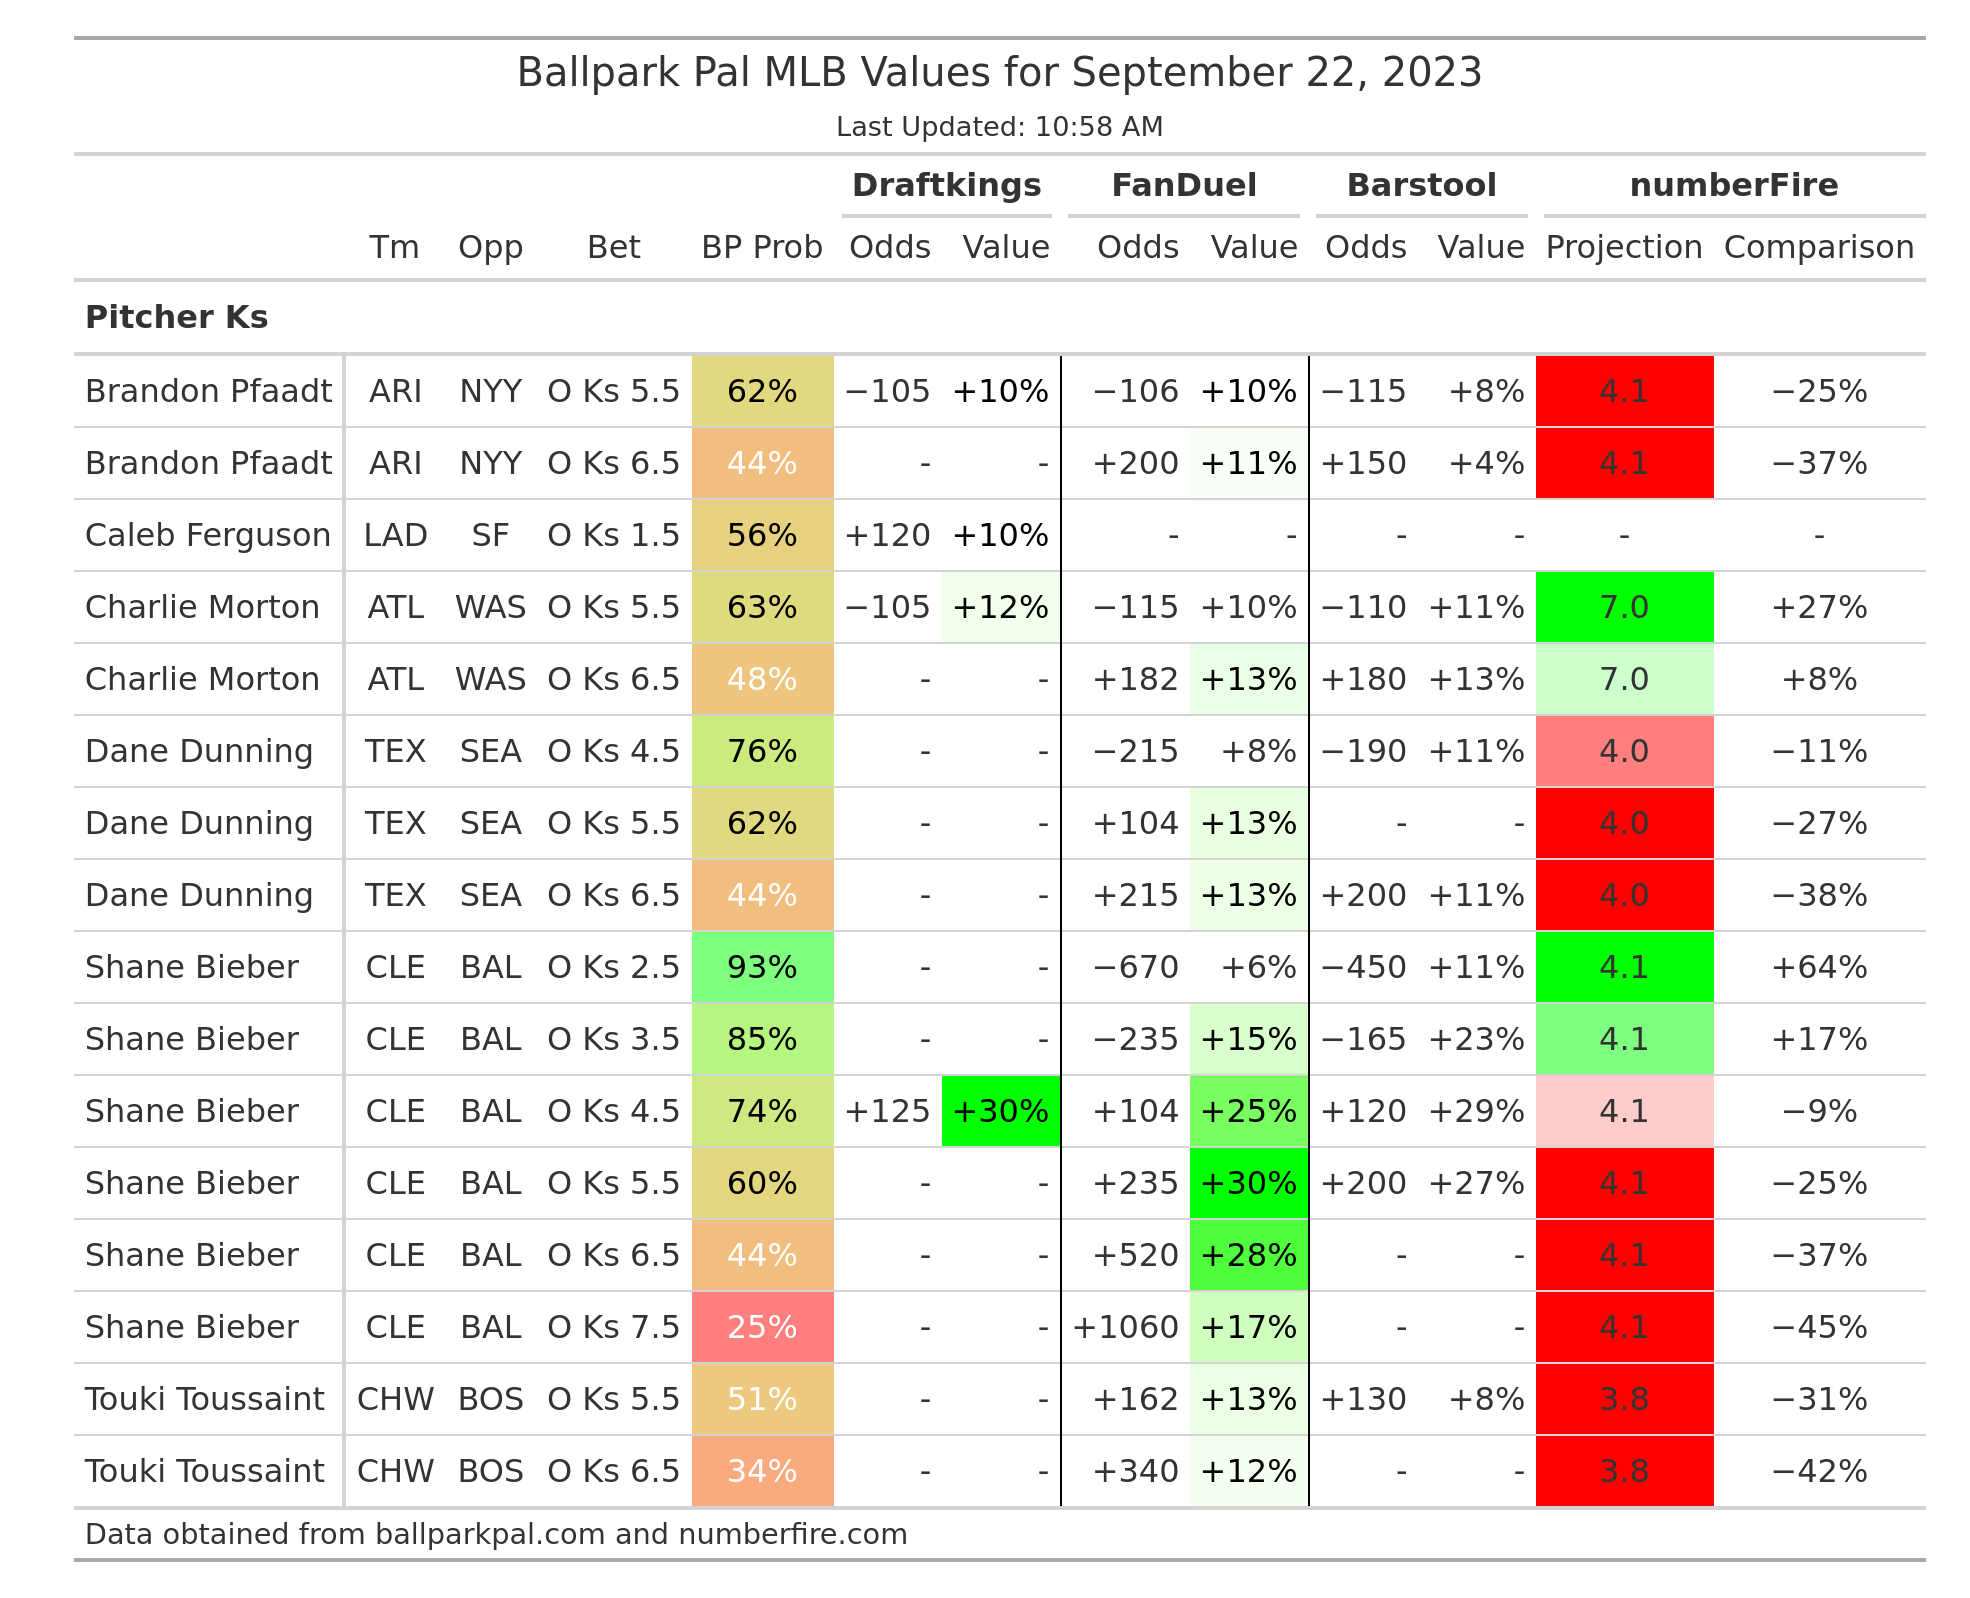 Ballpark Pal MLB Values for September 22, 2023
Last Updated: 10:58 AM
Draftkings FanDuel Barstool numberFire
Tm Opp Bet BP Prob Odds Value Odds Value Odds Value Projection Comparison
Pitcher Ks
Brandon Pfaadt ARI NYY O Ks 5.5 62% −105 +10% −106 +10% −115 +8% 4.1 −25%
Brandon Pfaadt ARI NYY O Ks 6.5 44% - - +200 +11% +150 +4% 4.1 −37%
Caleb Ferguson LAD SF O Ks 1.5 56% +120 +10% - - - - - -
Charlie Morton ATL WAS O Ks 5.5 63% −105 +12% −115 +10% −110 +11% 7.0 +27%
Charlie Morton ATL WAS O Ks 6.5 48% - - +182 +13% +180 +13% 7.0 +8%
Dane Dunning TEX SEA O Ks 4.5 76% - - −215 +8% −190 +11% 4.0 −11%
Dane Dunning TEX SEA O Ks 5.5 62% - - +104 +13% - - 4.0 −27%
Dane Dunning TEX SEA O Ks 6.5 44% - - +215 +13% +200 +11% 4.0 −38%
Shane Bieber CLE BAL O Ks 2.5 93% - - −670 +6% −450 +11% 4.1 +64%
Shane Bieber CLE BAL O Ks 3.5 85% - - −235 +15% −165 +23% 4.1 +17%
Shane Bieber CLE BAL O Ks 4.5 74% +125 +30% +104 +25% +120 +29% 4.1 −9%
Shane Bieber CLE BAL O Ks 5.5 60% - - +235 +30% +200 +27% 4.1 −25%
Shane Bieber CLE BAL O Ks 6.5 44% - - +520 +28% - - 4.1 −37%
Shane Bieber CLE BAL O Ks 7.5 25% - - +1060 +17% - - 4.1 −45%
Touki Toussaint CHW BOS O Ks 5.5 51% - - +162 +13% +130 +8% 3.8 −31%
Touki Toussaint CHW BOS O Ks 6.5 34% - - +340 +12% - - 3.8 −42%
Data obtained from ballparkpal.com and numberfire.com